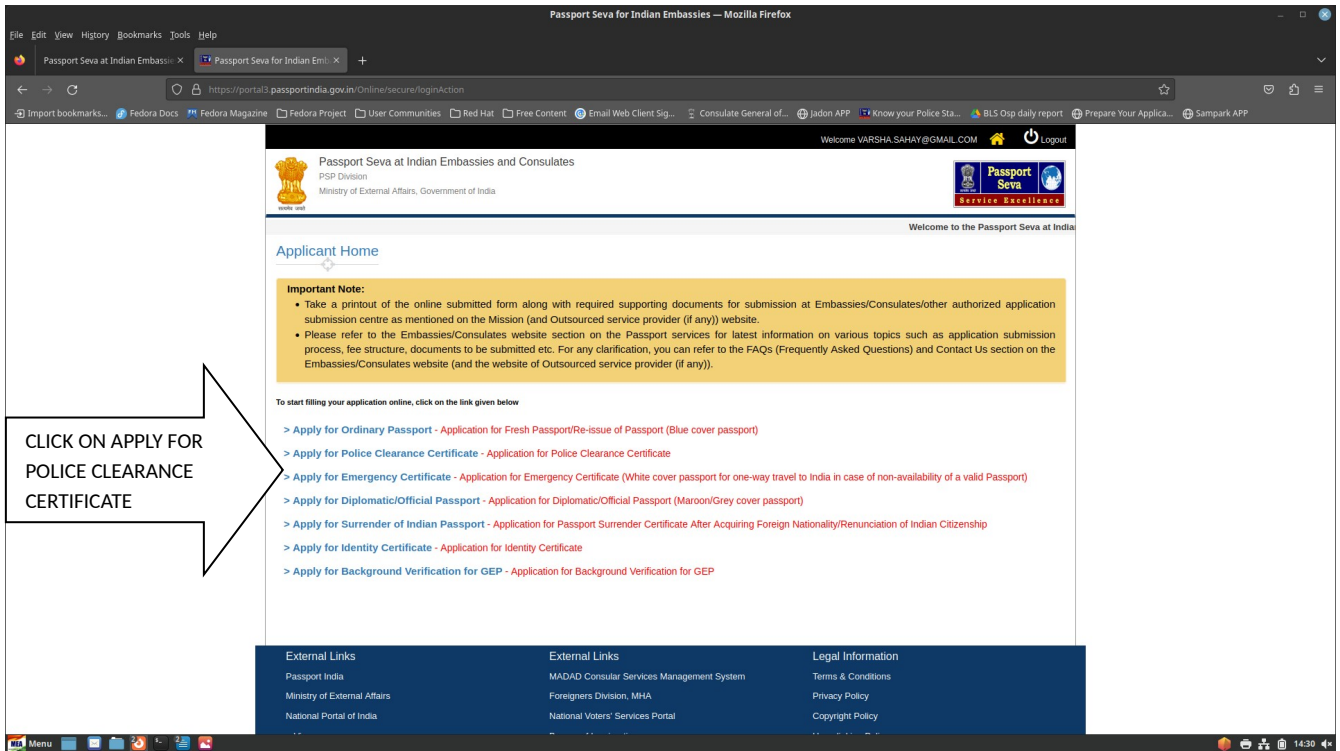 Passport Seva for Indian Embassies — Mozilla Firefox
File Edit View History Bookmarks Tools Help
Passport Seva at Indian Embassie
Passport Seva for Indian Emb
https://portal3.passportindia.gov.in/Online/secure/loginAction
Import bookmarks... Fedora Docs Fedora Magazine Fedora Project User Communities Red Hat Free Content Email Web Client Sig... Consulate General of... Jadon APP Know your Police Sta... BLS Osp daily report Prepare Your Applica... Sampark APP
Welcome VARSHA.SAHAY@GMAIL.COM Logout
Passport Seva at Indian Embassies and Consulates
PSP Division
Ministry of External Affairs, Government of India
सत्यमेव जयते
Passport
Seva
Service Excellence
Welcome to the Passport Seva at India
Applicant Home
Important Note:
• Take a printout of the online submitted form along with required supporting documents for submission at Embassies/Consulates/other authorized application
submission centre as mentioned on the Mission (and Outsourced service provider (if any)) website.
• Please refer to the Embassies/Consulates website section on the Passport services for latest information on various topics such as application submission
process, fee structure, documents to be submitted etc. For any clarification, you can refer to the FAQs (Frequently Asked Questions) and Contact Us section on the
Embassies/Consulates website (and the website of Outsourced service provider (if any)).
To start filling your application online, click on the link given below
> Apply for Ordinary Passport - Application for Fresh Passport/Re-issue of Passport (Blue cover passport)
> Apply for Police Clearance Certificate - Application for Police Clearance Certificate
> Apply for Emergency Certificate - Application for Emergency Certificate (White cover passport for one-way travel to India in case of non-availability of a valid Passport)
> Apply for Diplomatic/Official Passport - Application for Diplomatic/Official Passport (Maroon/Grey cover passport)
> Apply for Surrender of Indian Passport - Application for Passport Surrender Certificate After Acquiring Foreign Nationality/Renunciation of Indian Citizenship
> Apply for Identity Certificate - Application for Identity Certificate
> Apply for Background Verification for GEP - Application for Background Verification for GEP
CLICK ON APPLY FOR
POLICE CLEARANCE
CERTIFICATE
External Links External Links Legal Information
Passport India MADAD Consular Services Management System Terms & Conditions
Ministry of External Affairs Foreigners Division, MHA Privacy Policy
National Portal of India National Voters' Services Portal Copyright Policy
MEA Menu 14:30